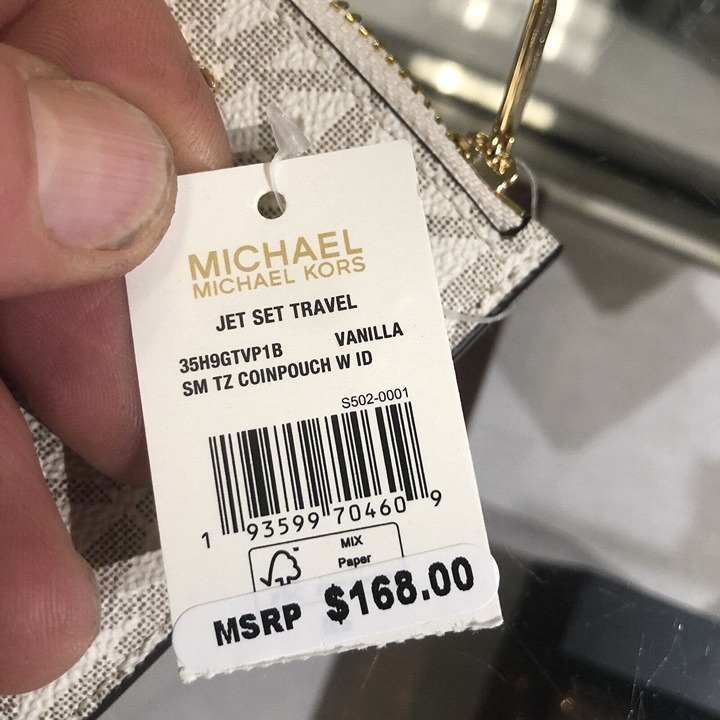 MICHAEL
MICHAEL KORS
JET SET TRAVEL
35H9GTVP1B VANILLA
SM TZ COINPOUCH W ID
S502-0001
1 93599 70460 9
MIX
Paper
MSRP $168.00